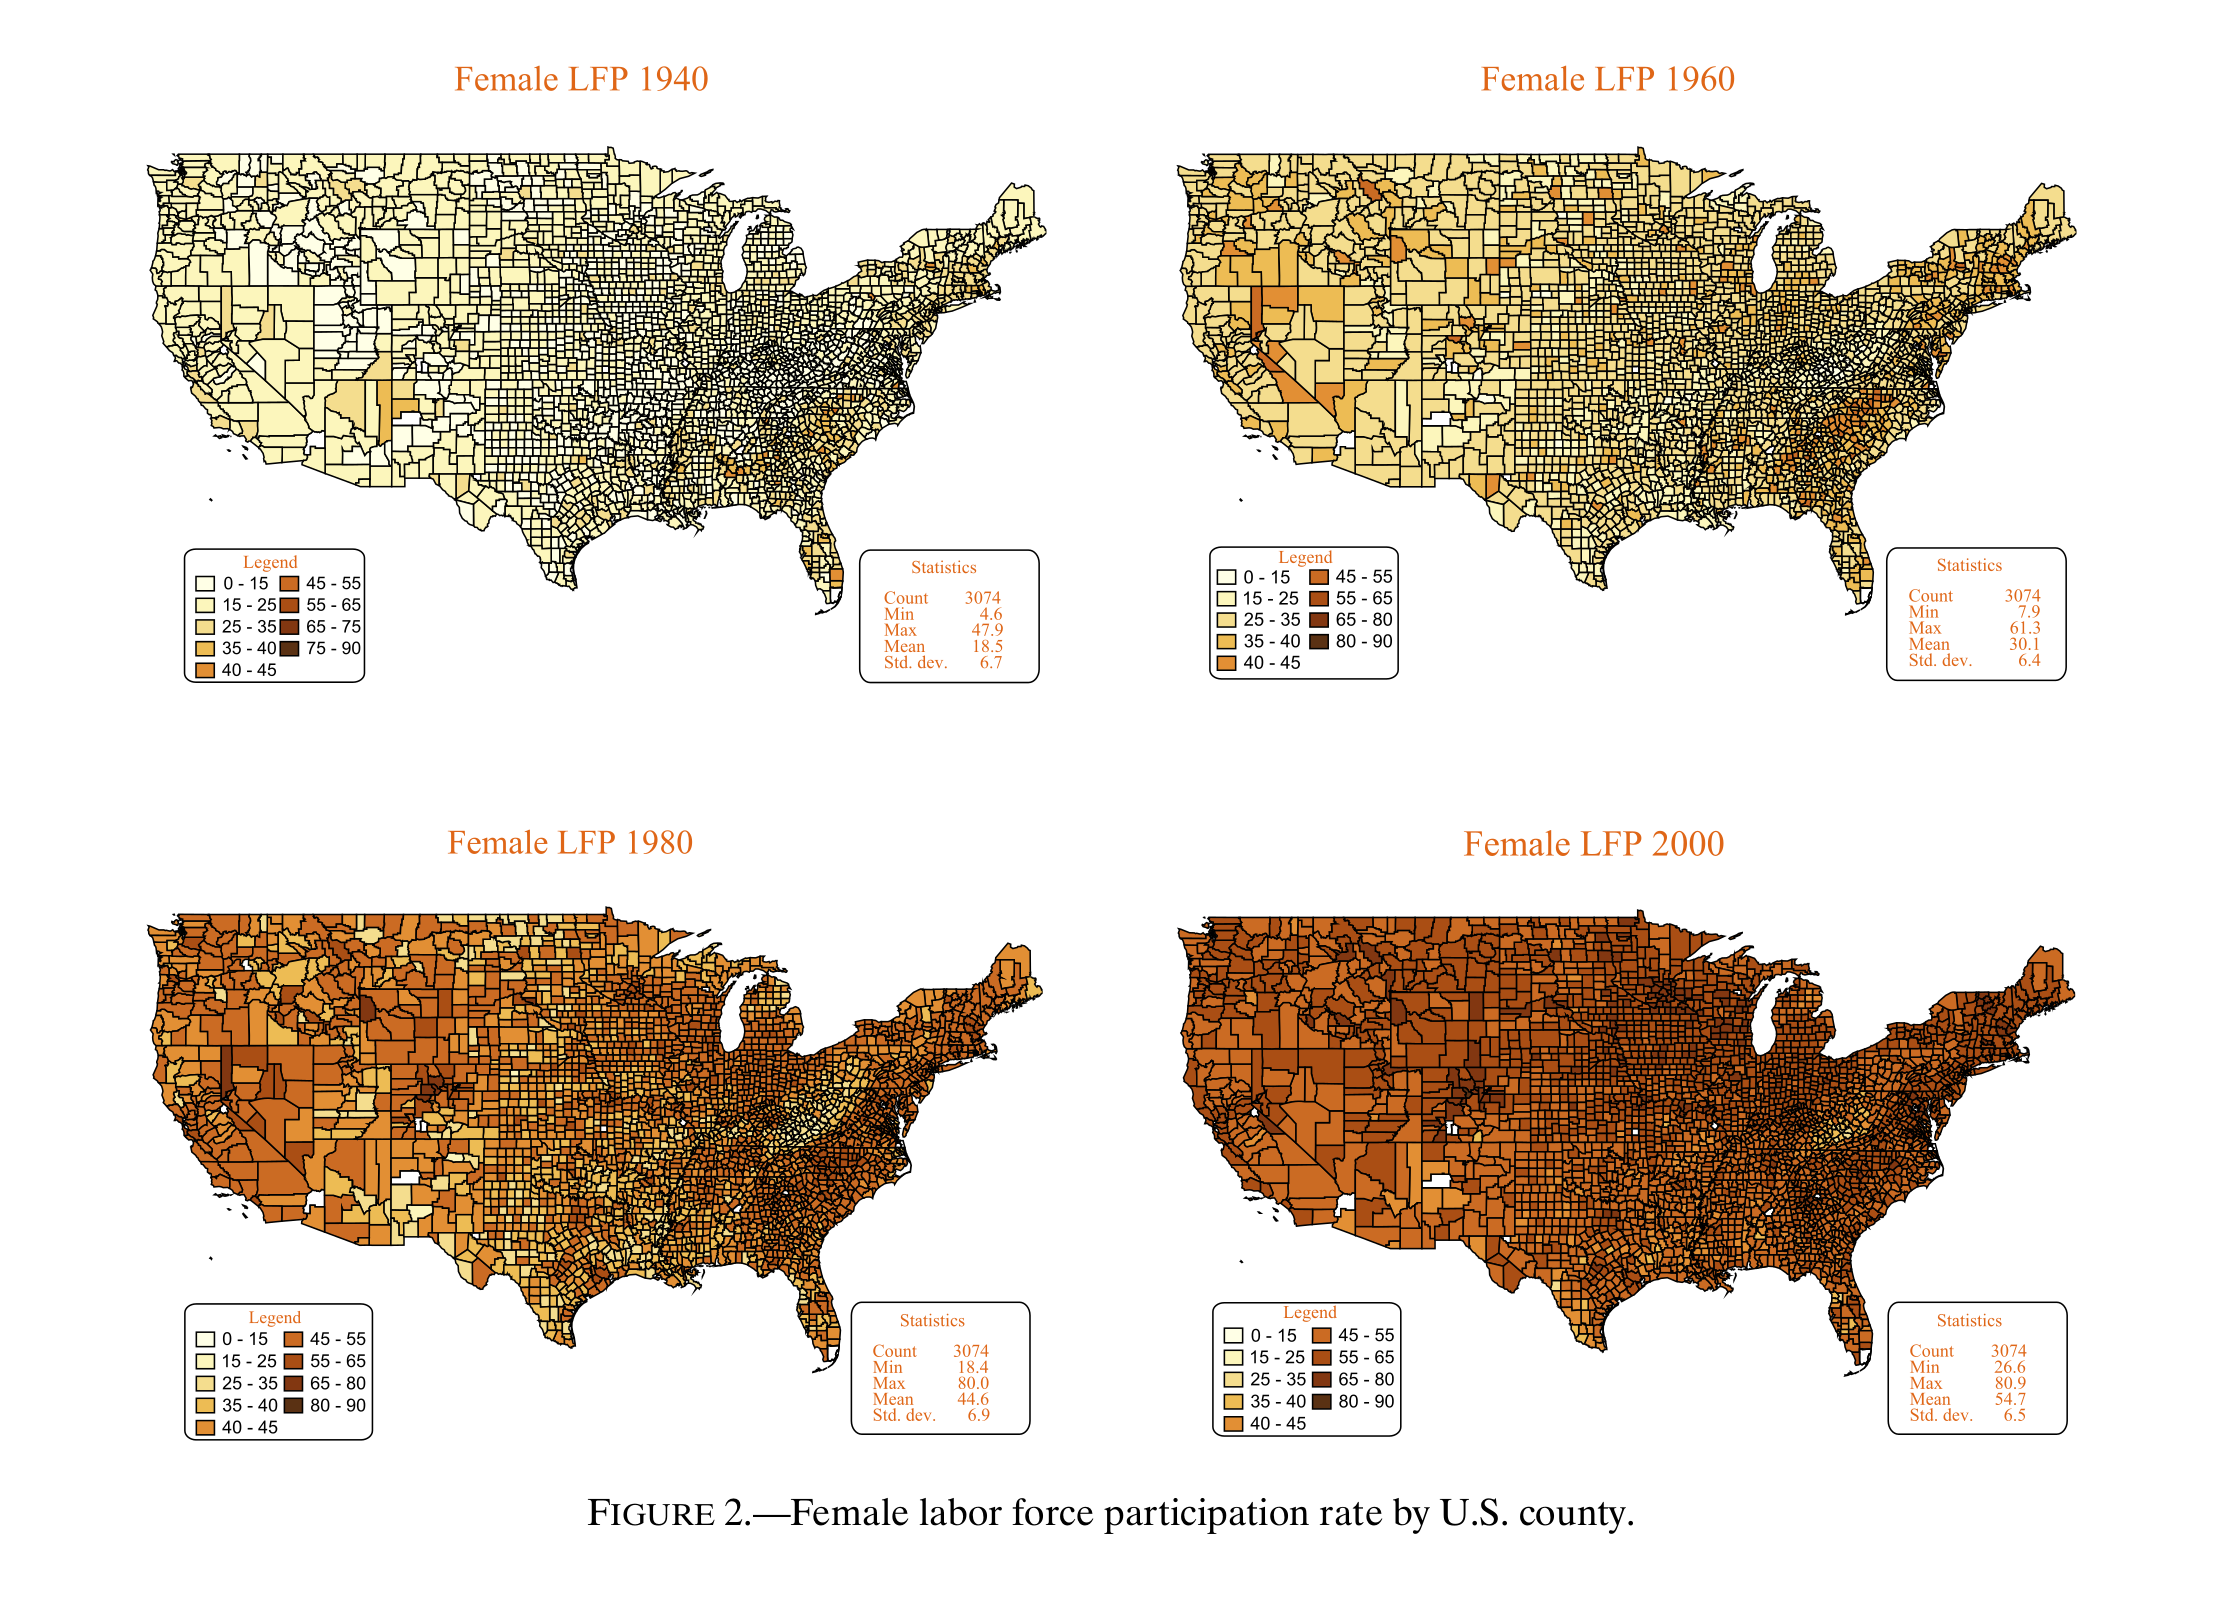 Female LFP 1940
Legend
0 - 15 45 - 55
15 - 25 55 - 65
25 - 35 65 - 75
35 - 40 75 - 90
40 - 45
Statistics
Count 3074
Min 4.6
Max 47.9
Mean 18.5
Std. dev. 6.7
Female LFP 1960
Legend
0 - 15 45 - 55
15 - 25 55 - 65
25 - 35 65 - 80
35 - 40 80 - 90
40 - 45
Statistics
Count 3074
Min 7.9
Max 61.3
Mean 30.1
Std. dev. 6.4
Female LFP 1980
Legend
0 - 15 45 - 55
15 - 25 55 - 65
25 - 35 65 - 80
35 - 40 80 - 90
40 - 45
Statistics
Count 3074
Min 18.4
Max 80.0
Mean 44.6
Std. dev. 6.9
Female LFP 2000
Legend
0 - 15 45 - 55
15 - 25 55 - 65
25 - 35 65 - 80
35 - 40 80 - 90
40 - 45
Statistics
Count 3074
Min 26.6
Max 80.9
Mean 54.7
Std. dev. 6.5
FIGURE 2.—Female labor force participation rate by U.S. county.